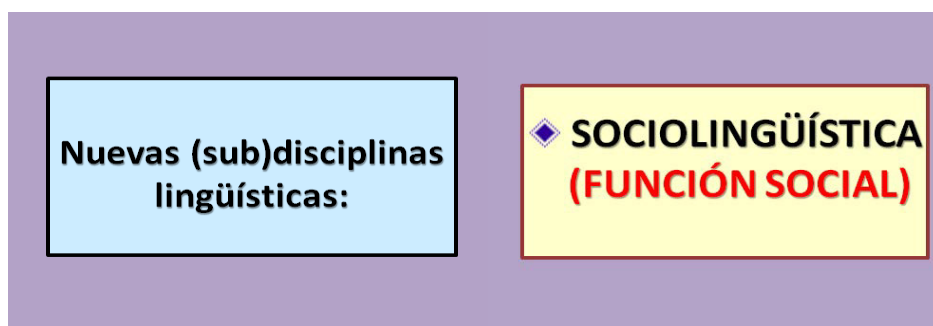 Nuevas (sub)disciplinas
lingüísticas:
SOCIOLINGÜÍSTICA
(FUNCIÓN SOCIAL)